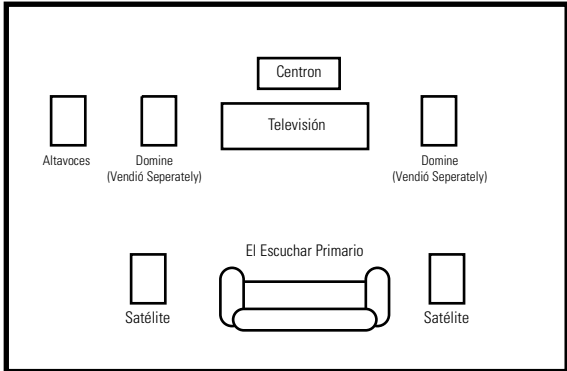 Centron
Televisión
Altavoces
Domine
(Vendió Seperately)
Domine
(Vendió Seperately)
El Escuchar Primario
Satélite
Satélite